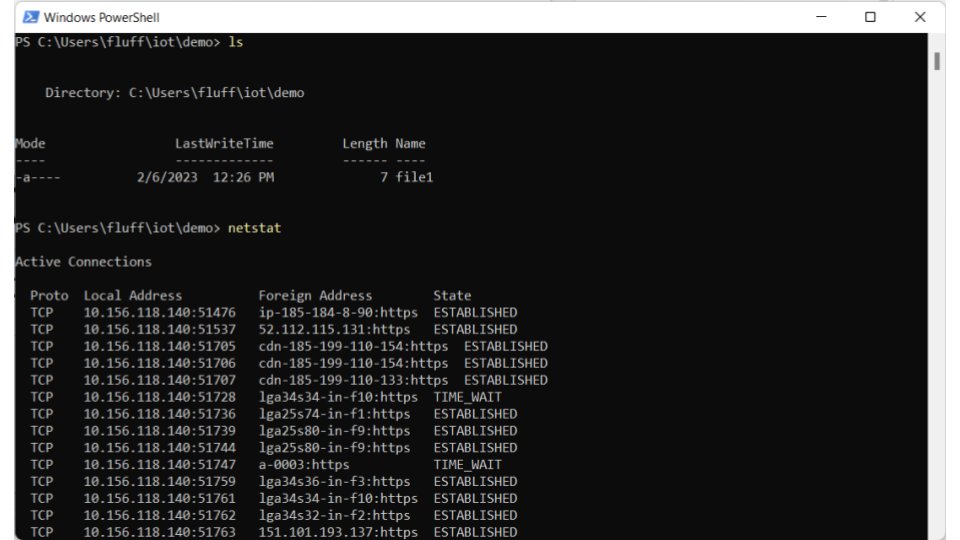 Windows PowerShell
PS C:\Users\fluff\iot\demo> ls
Directory: C:\Users\fluff\iot\demo
Mode LastWriteTime Length Name
---- ------------- ------ ----
-a---- 2/6/2023 12:26 PM 7 file1
PS C:\Users\fluff\iot\demo> netstat
Active Connections
Proto Local Address Foreign Address State
TCP 10.156.118.140:51476 ip-185-184-8-90:https ESTABLISHED
TCP 10.156.118.140:51537 52.112.115.131:https ESTABLISHED
TCP 10.156.118.140:51705 cdn-185-199-110-154:https ESTABLISHED
TCP 10.156.118.140:51706 cdn-185-199-110-154:https ESTABLISHED
TCP 10.156.118.140:51707 cdn-185-199-110-133:https ESTABLISHED
TCP 10.156.118.140:51728 lga34s34-in-f10:https TIME_WAIT
TCP 10.156.118.140:51736 lga25s74-in-f1:https ESTABLISHED
TCP 10.156.118.140:51739 lga25s80-in-f9:https ESTABLISHED
TCP 10.156.118.140:51744 lga25s80-in-f9:https ESTABLISHED
TCP 10.156.118.140:51747 a-0003:https TIME_WAIT
TCP 10.156.118.140:51759 lga34s36-in-f3:https ESTABLISHED
TCP 10.156.118.140:51761 lga34s34-in-f10:https ESTABLISHED
TCP 10.156.118.140:51762 lga34s32-in-f2:https ESTABLISHED
TCP 10.156.118.140:51763 151.101.193.137:https ESTABLISHED